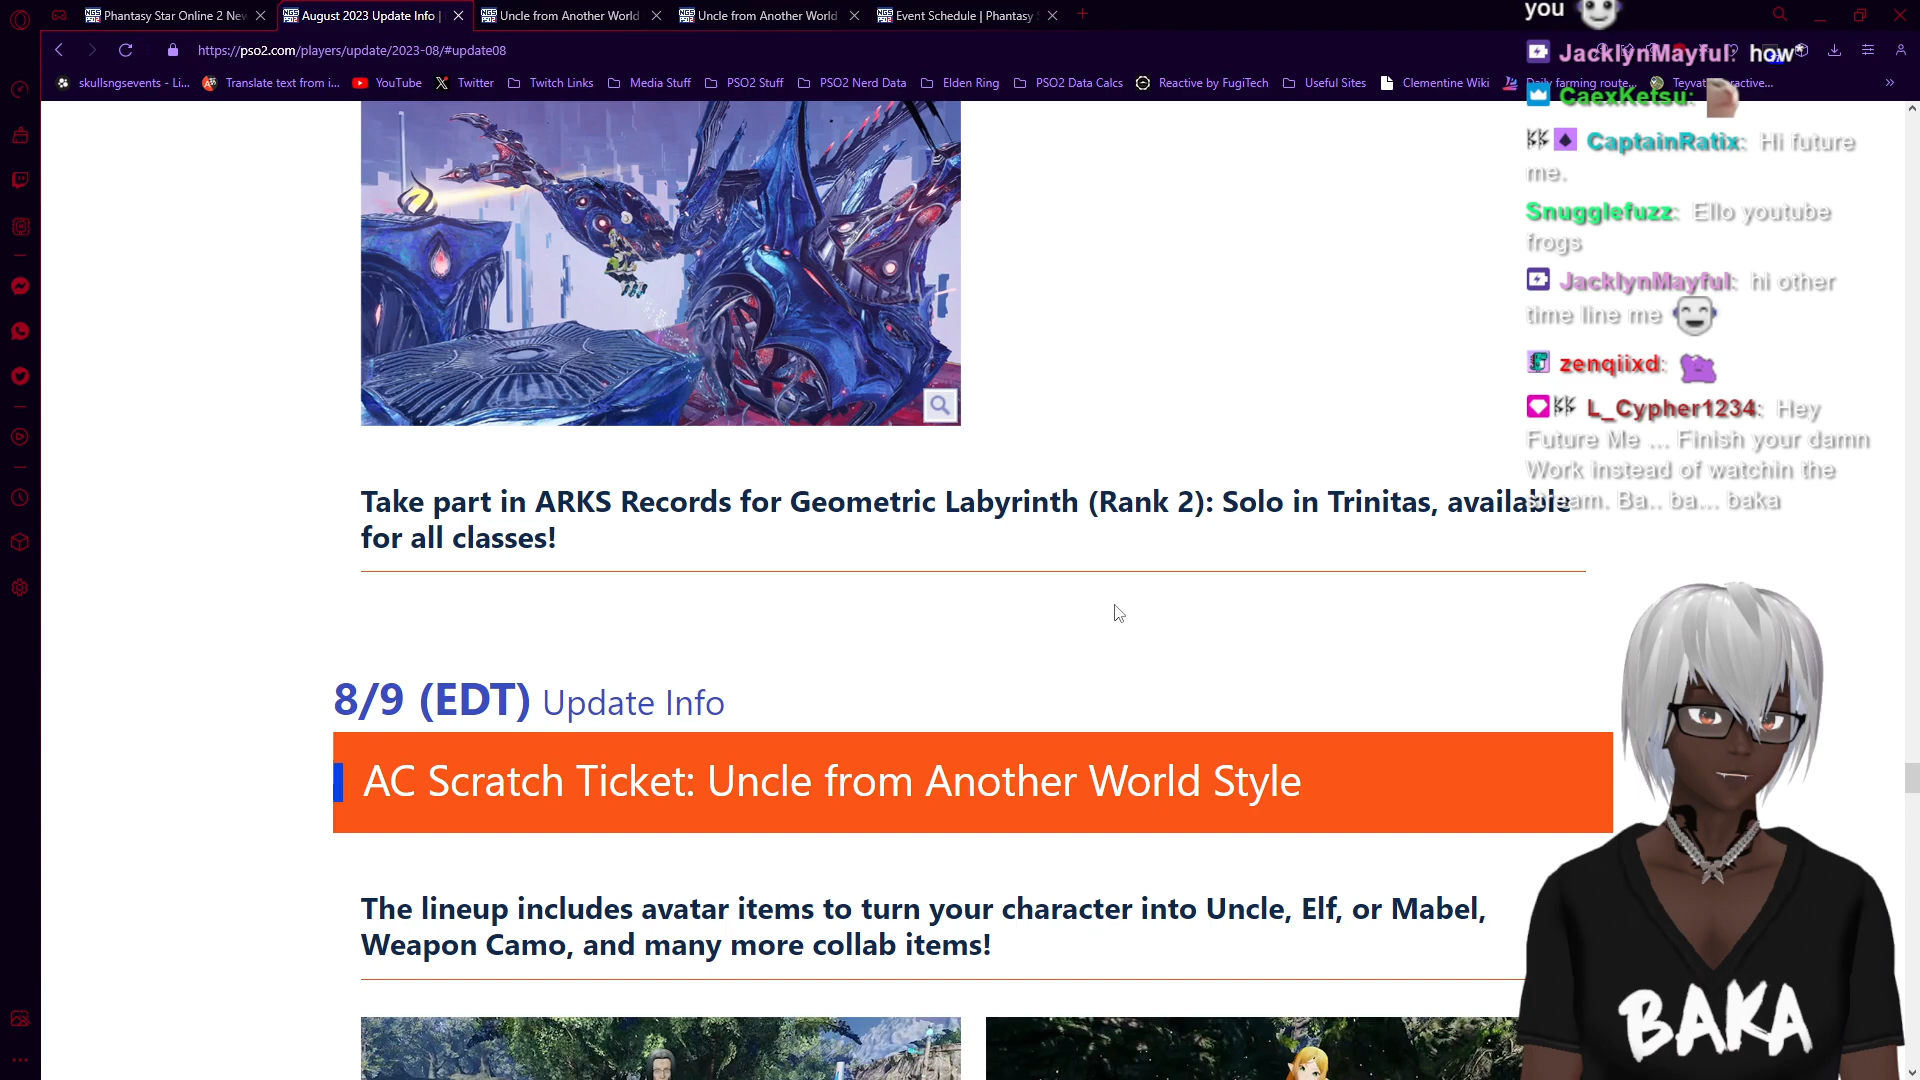 Phantasy Star Online 2 Ne
August 2023 Update Info |
Uncle from Another World
Uncle from Another World
Event Schedule | Phantasy
https://pso2.com/players/update/2023-08/#update08
skullsngsevents - Li...
Translate text from i...
YouTube
Twitter
Twitch Links
Media Stuff
PSO2 Stuff
PSO2 Nerd Data
Elden Ring
PSO2 Data Calcs
Reactive by FugiTech
Useful Sites
Clementine Wiki
Daily farming route...
you
JacklynMayful: how
CaexKetsu:
CaptainRatix: Hi future
me.
Snugglefuzz: Ello youtube
frogs
JacklynMayful: hi other
time line me
zenqiixd:
L_Cypher1234: Hey
Future Me ... Finish your damn
Work instead of watchin the
stream. Ba.. ba... baka
Take part in ARKS Records for Geometric Labyrinth (Rank 2): Solo in Trinitas, available
for all classes!
8/9 (EDT) Update Info
AC Scratch Ticket: Uncle from Another World Style
The lineup includes avatar items to turn your character into Uncle, Elf, or Mabel,
Weapon Camo, and many more collab items!
BAKA